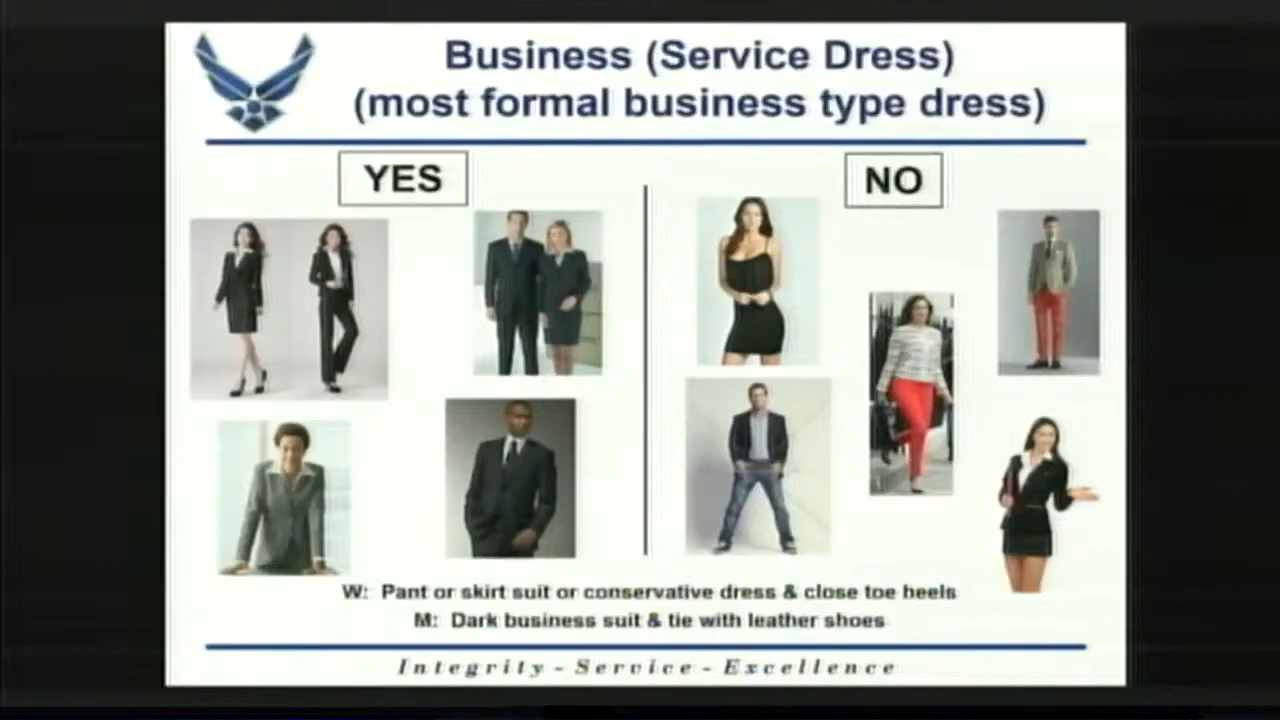 Business (Service Dress)
(most formal business type dress)
YES
NO
W: Pant or skirt suit or conservative dress & close toe heels
M: Dark business suit & tie with leather shoes
Integrity - Service - Excellence